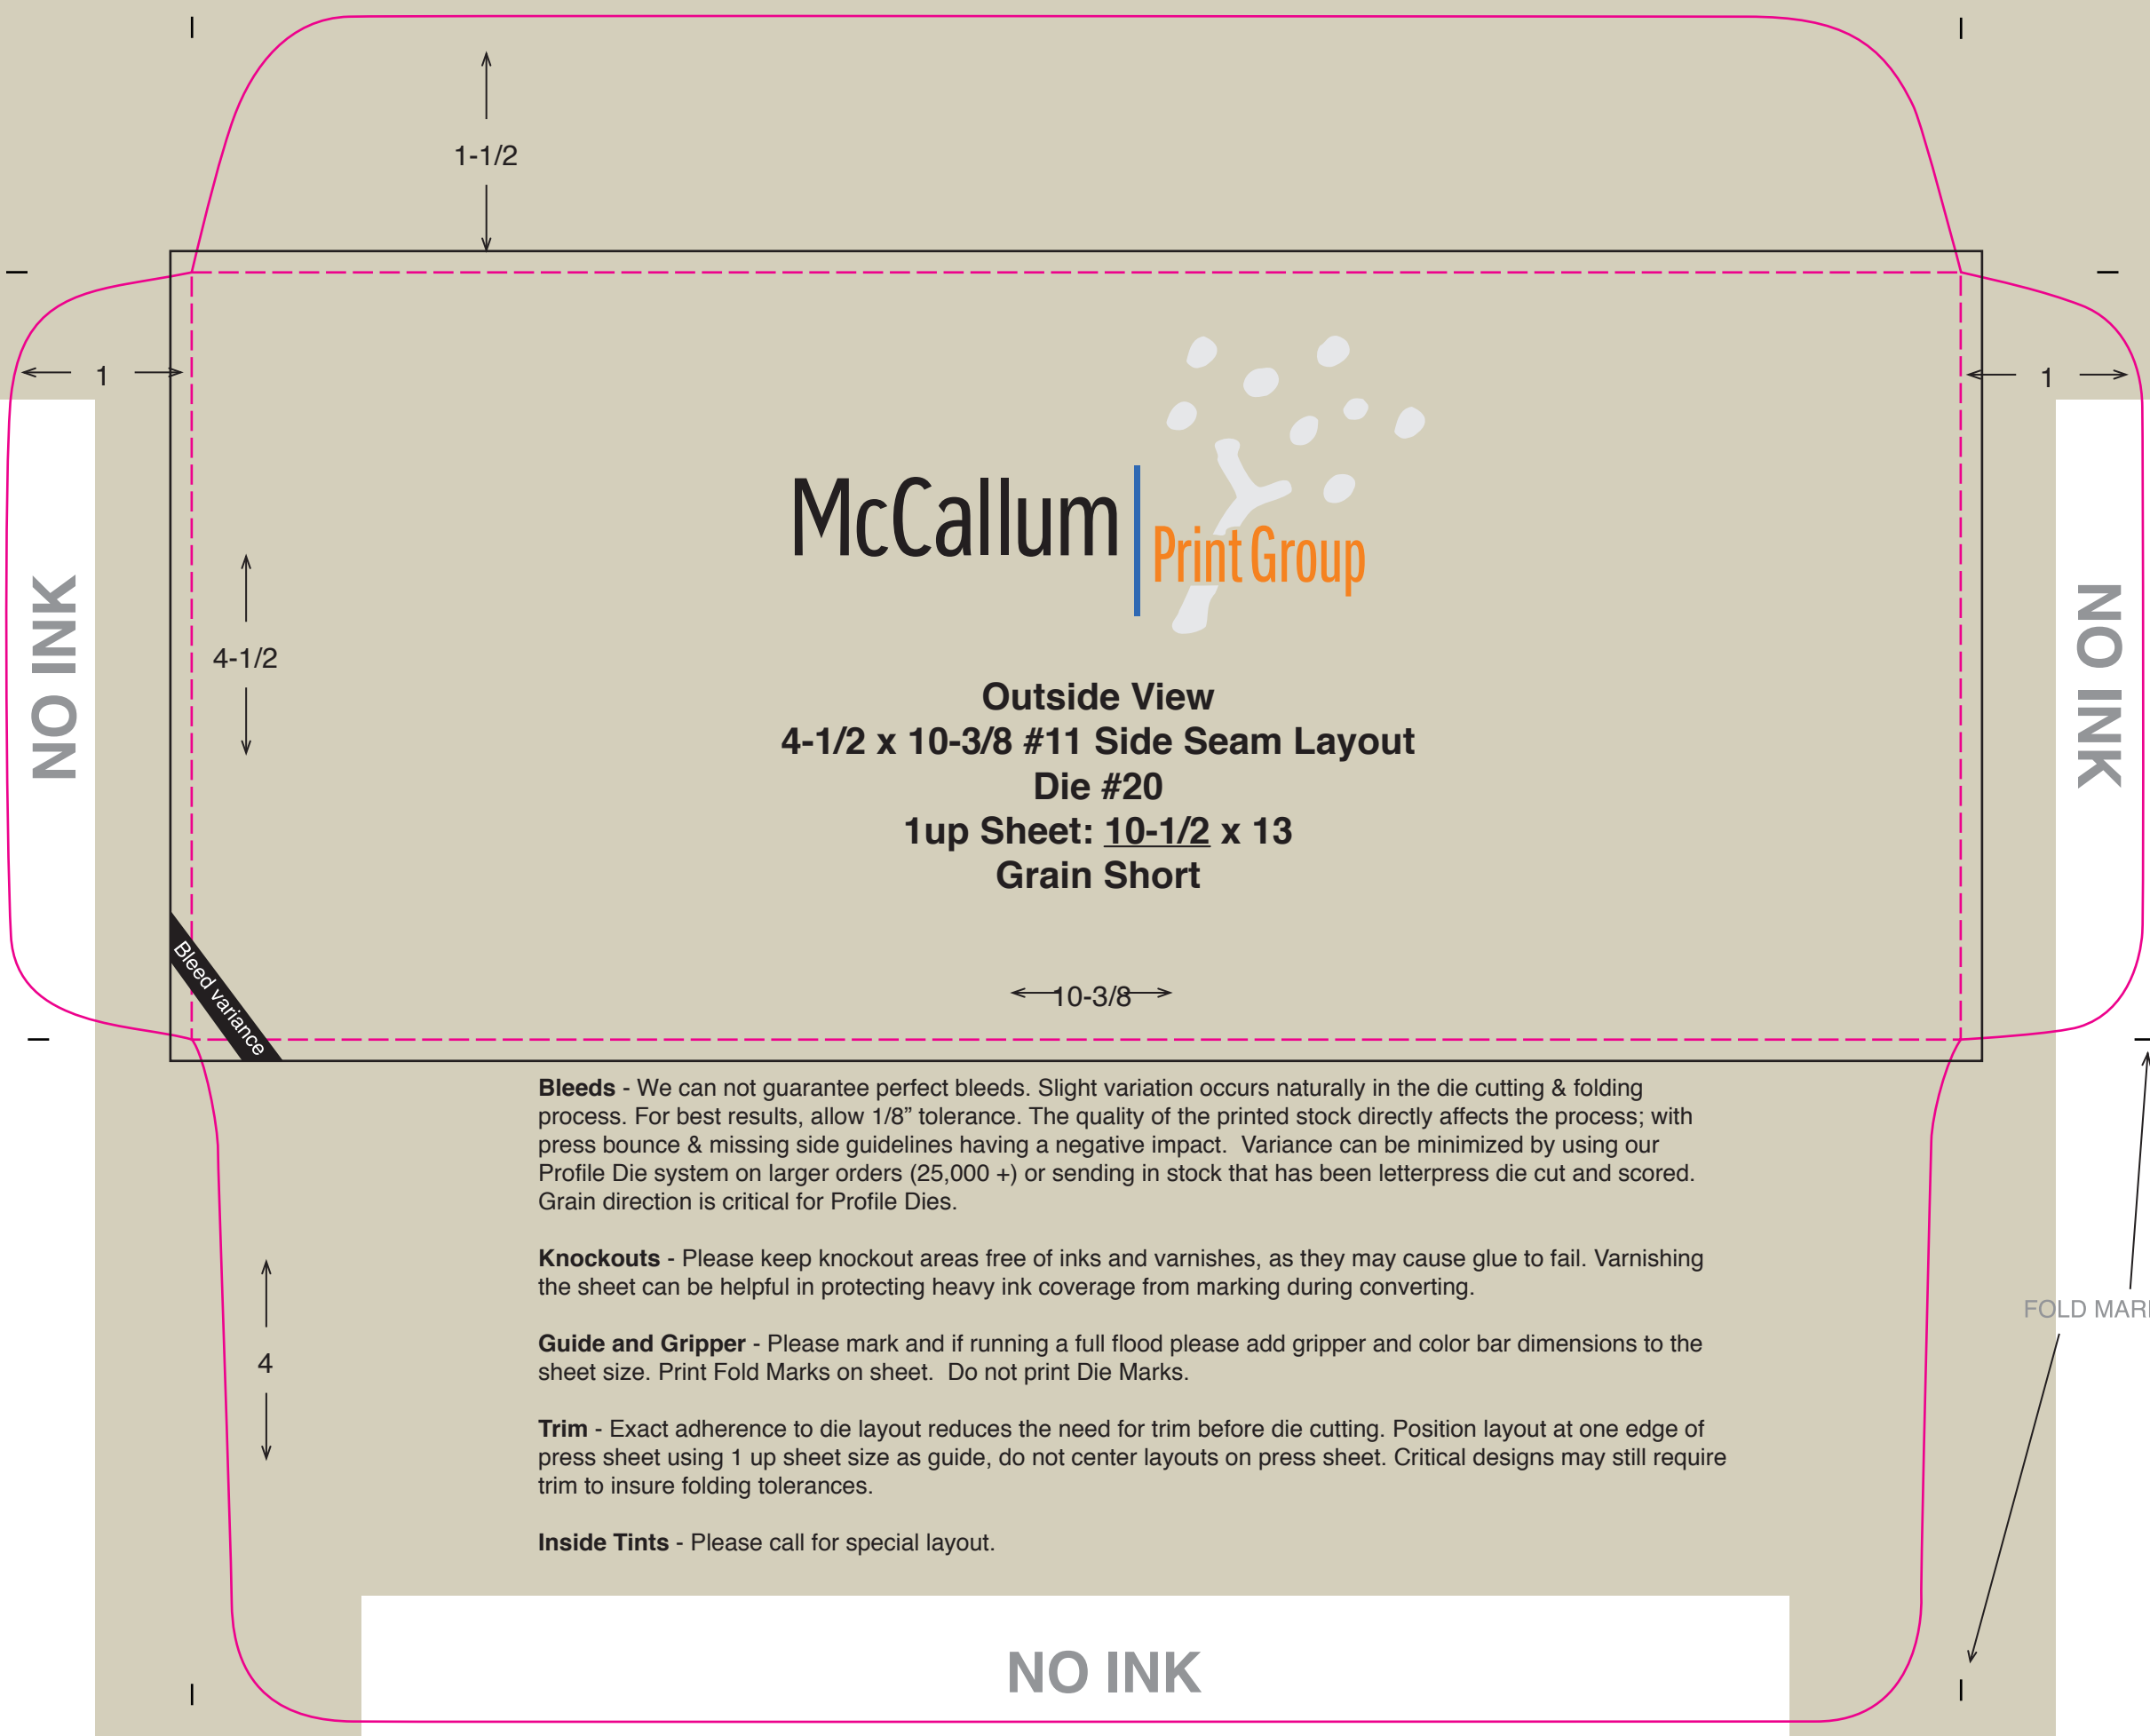 1-1/2
1
1
McCallum
Print Group
NO INK
NO INK
4-1/2
Outside View
4-1/2 x 10-3/8 #11 Side Seam Layout
Die #20
1up Sheet: 10-1/2 x 13
Grain Short
Bleed variance
10-3/8
Bleeds - We can not guarantee perfect bleeds. Slight variation occurs naturally in the die cutting & folding
process. For best results, allow 1/8” tolerance. The quality of the printed stock directly affects the process; with
press bounce & missing side guidelines having a negative impact.  Variance can be minimized by using our
Profile Die system on larger orders (25,000 +) or sending in stock that has been letterpress die cut and scored.
Grain direction is critical for Profile Dies.
Knockouts - Please keep knockout areas free of inks and varnishes, as they may cause glue to fail. Varnishing
the sheet can be helpful in protecting heavy ink coverage from marking during converting.
Guide and Gripper - Please mark and if running a full flood please add gripper and color bar dimensions to the
sheet size. Print Fold Marks on sheet.  Do not print Die Marks.
4
FOLD MAR
Trim - Exact adherence to die layout reduces the need for trim before die cutting. Position layout at one edge of
press sheet using 1 up sheet size as guide, do not center layouts on press sheet. Critical designs may still require
trim to insure folding tolerances.
Inside Tints - Please call for special layout.
NO INK